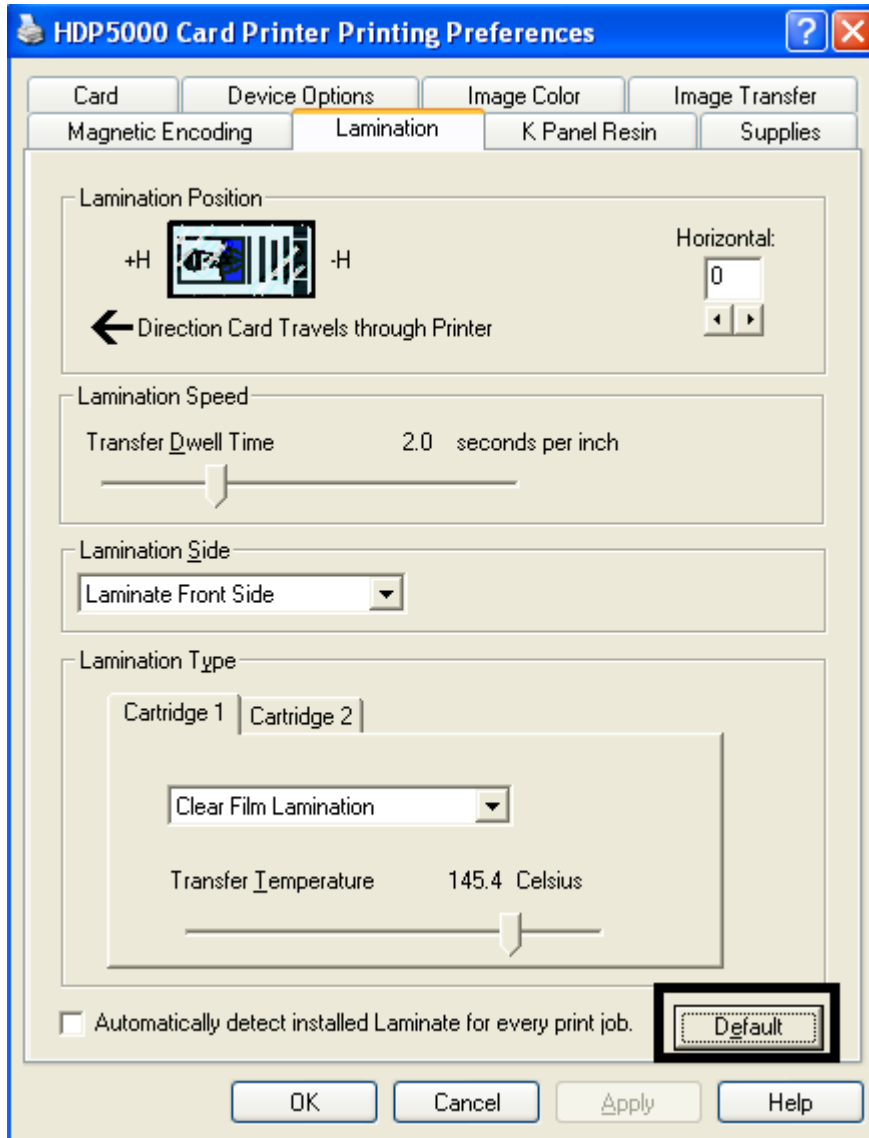 HDP5000 Card Printer Printing Preferences
Card Device Options Image Color Image Transfer
Magnetic Encoding Lamination K Panel Resin Supplies
Lamination Position
+H -H
Horizontal:
0
Direction Card Travels through Printer
Lamination Speed
Transfer Dwell Time 2.0 seconds per inch
Lamination Side
Laminate Front Side
Lamination Type
Cartridge 1 Cartridge 2
Clear Film Lamination
Transfer Temperature 145.4 Celsius
Automatically detect installed Laminate for every print job.
Default
OK Cancel Apply Help